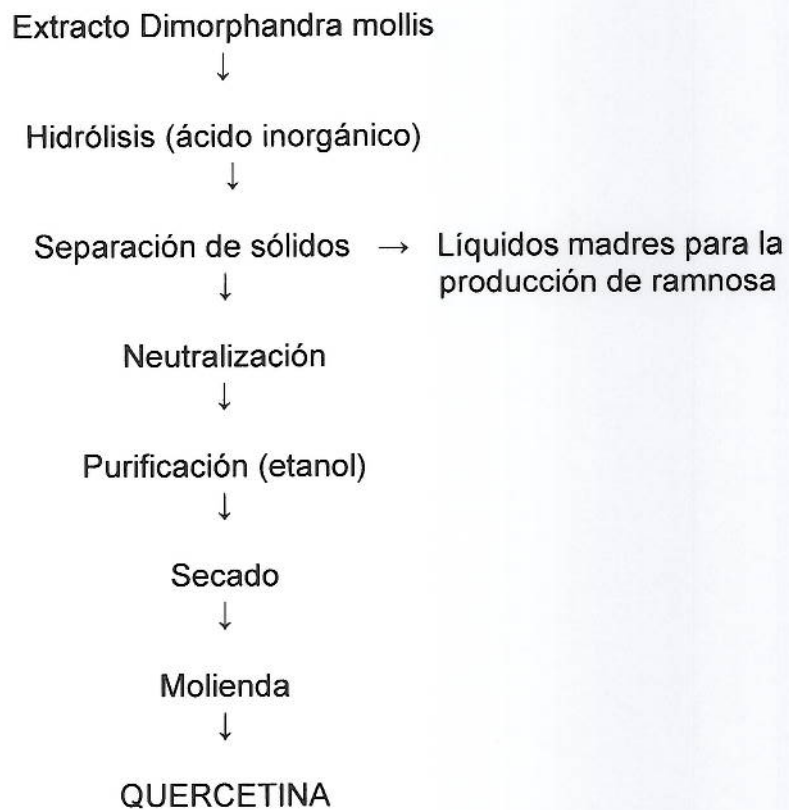 Extracto Dimorphandra mollis
↓
Hidrólisis (ácido inorgánico)
↓
Separación de sólidos → Líquidos madres para la
producción de ramnosa
↓
Neutralización
↓
Purificación (etanol)
↓
Secado
↓
Molienda
↓
QUERCETINA